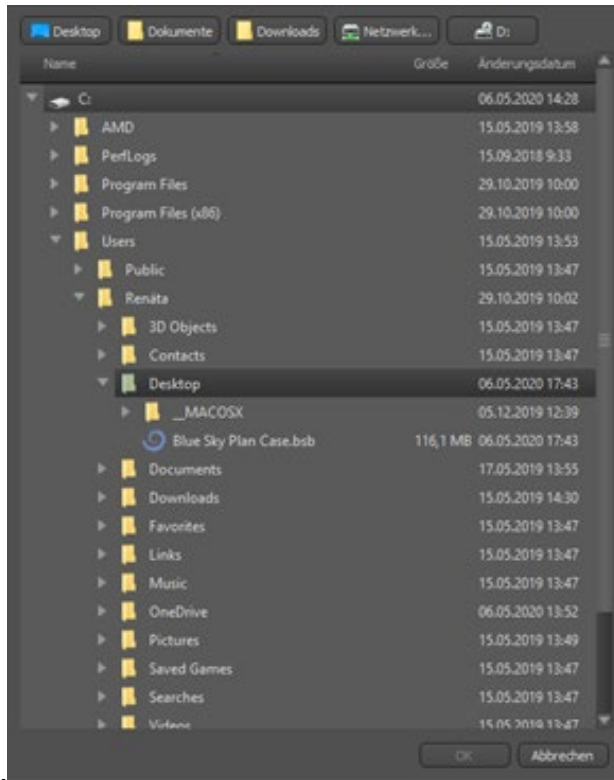 Desktop Dokumente Downloads Netzwerk... D:
Name Größe Änderungsdatum
C: 06.05.2020 14:28
AMD 15.05.2019 13:58
PerfLogs 15.09.2018 9:33
Program Files 29.10.2019 10:00
Program Files (x86) 29.10.2019 10:00
Users 15.05.2019 13:53
Public 15.05.2019 13:47
Renáta 29.10.2019 10:02
3D Objects 15.05.2019 13:47
Contacts 15.05.2019 13:47
Desktop 06.05.2020 17:43
__MACOSX 05.12.2019 12:39
Blue Sky Plan Case.bsb 116,1 MB 06.05.2020 17:43
Documents 17.05.2019 13:55
Downloads 15.05.2019 14:30
Favorites 15.05.2019 13:47
Links 15.05.2019 13:47
Music 15.05.2019 13:47
OneDrive 06.05.2020 13:52
Pictures 15.05.2019 13:49
Saved Games 15.05.2019 13:47
Searches 15.05.2019 13:47
Videos 15.05.2019 13:47
OK Abbrechen